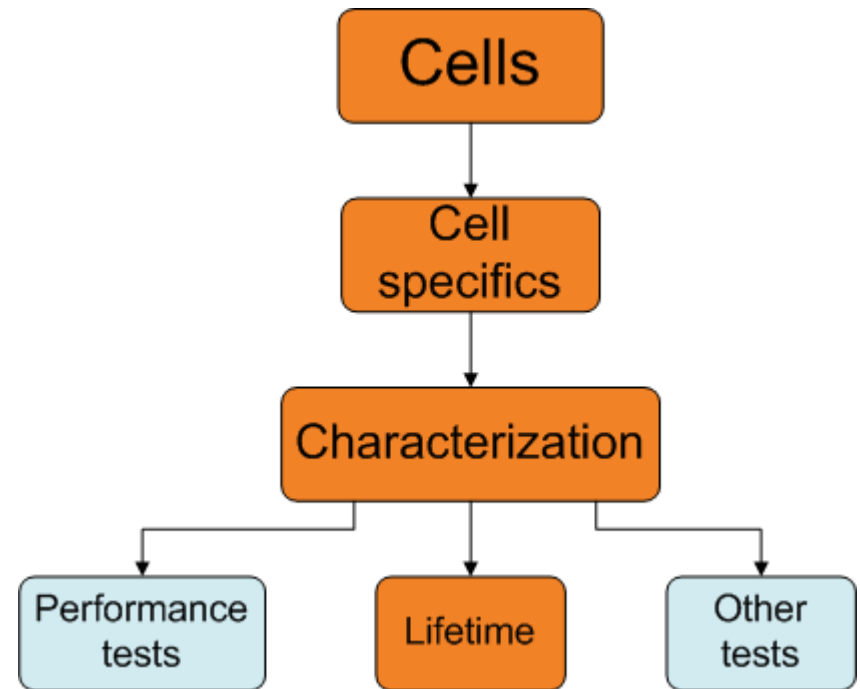 Cells
Cell
specifics
Characterization
Performance
tests
Lifetime
Other
tests